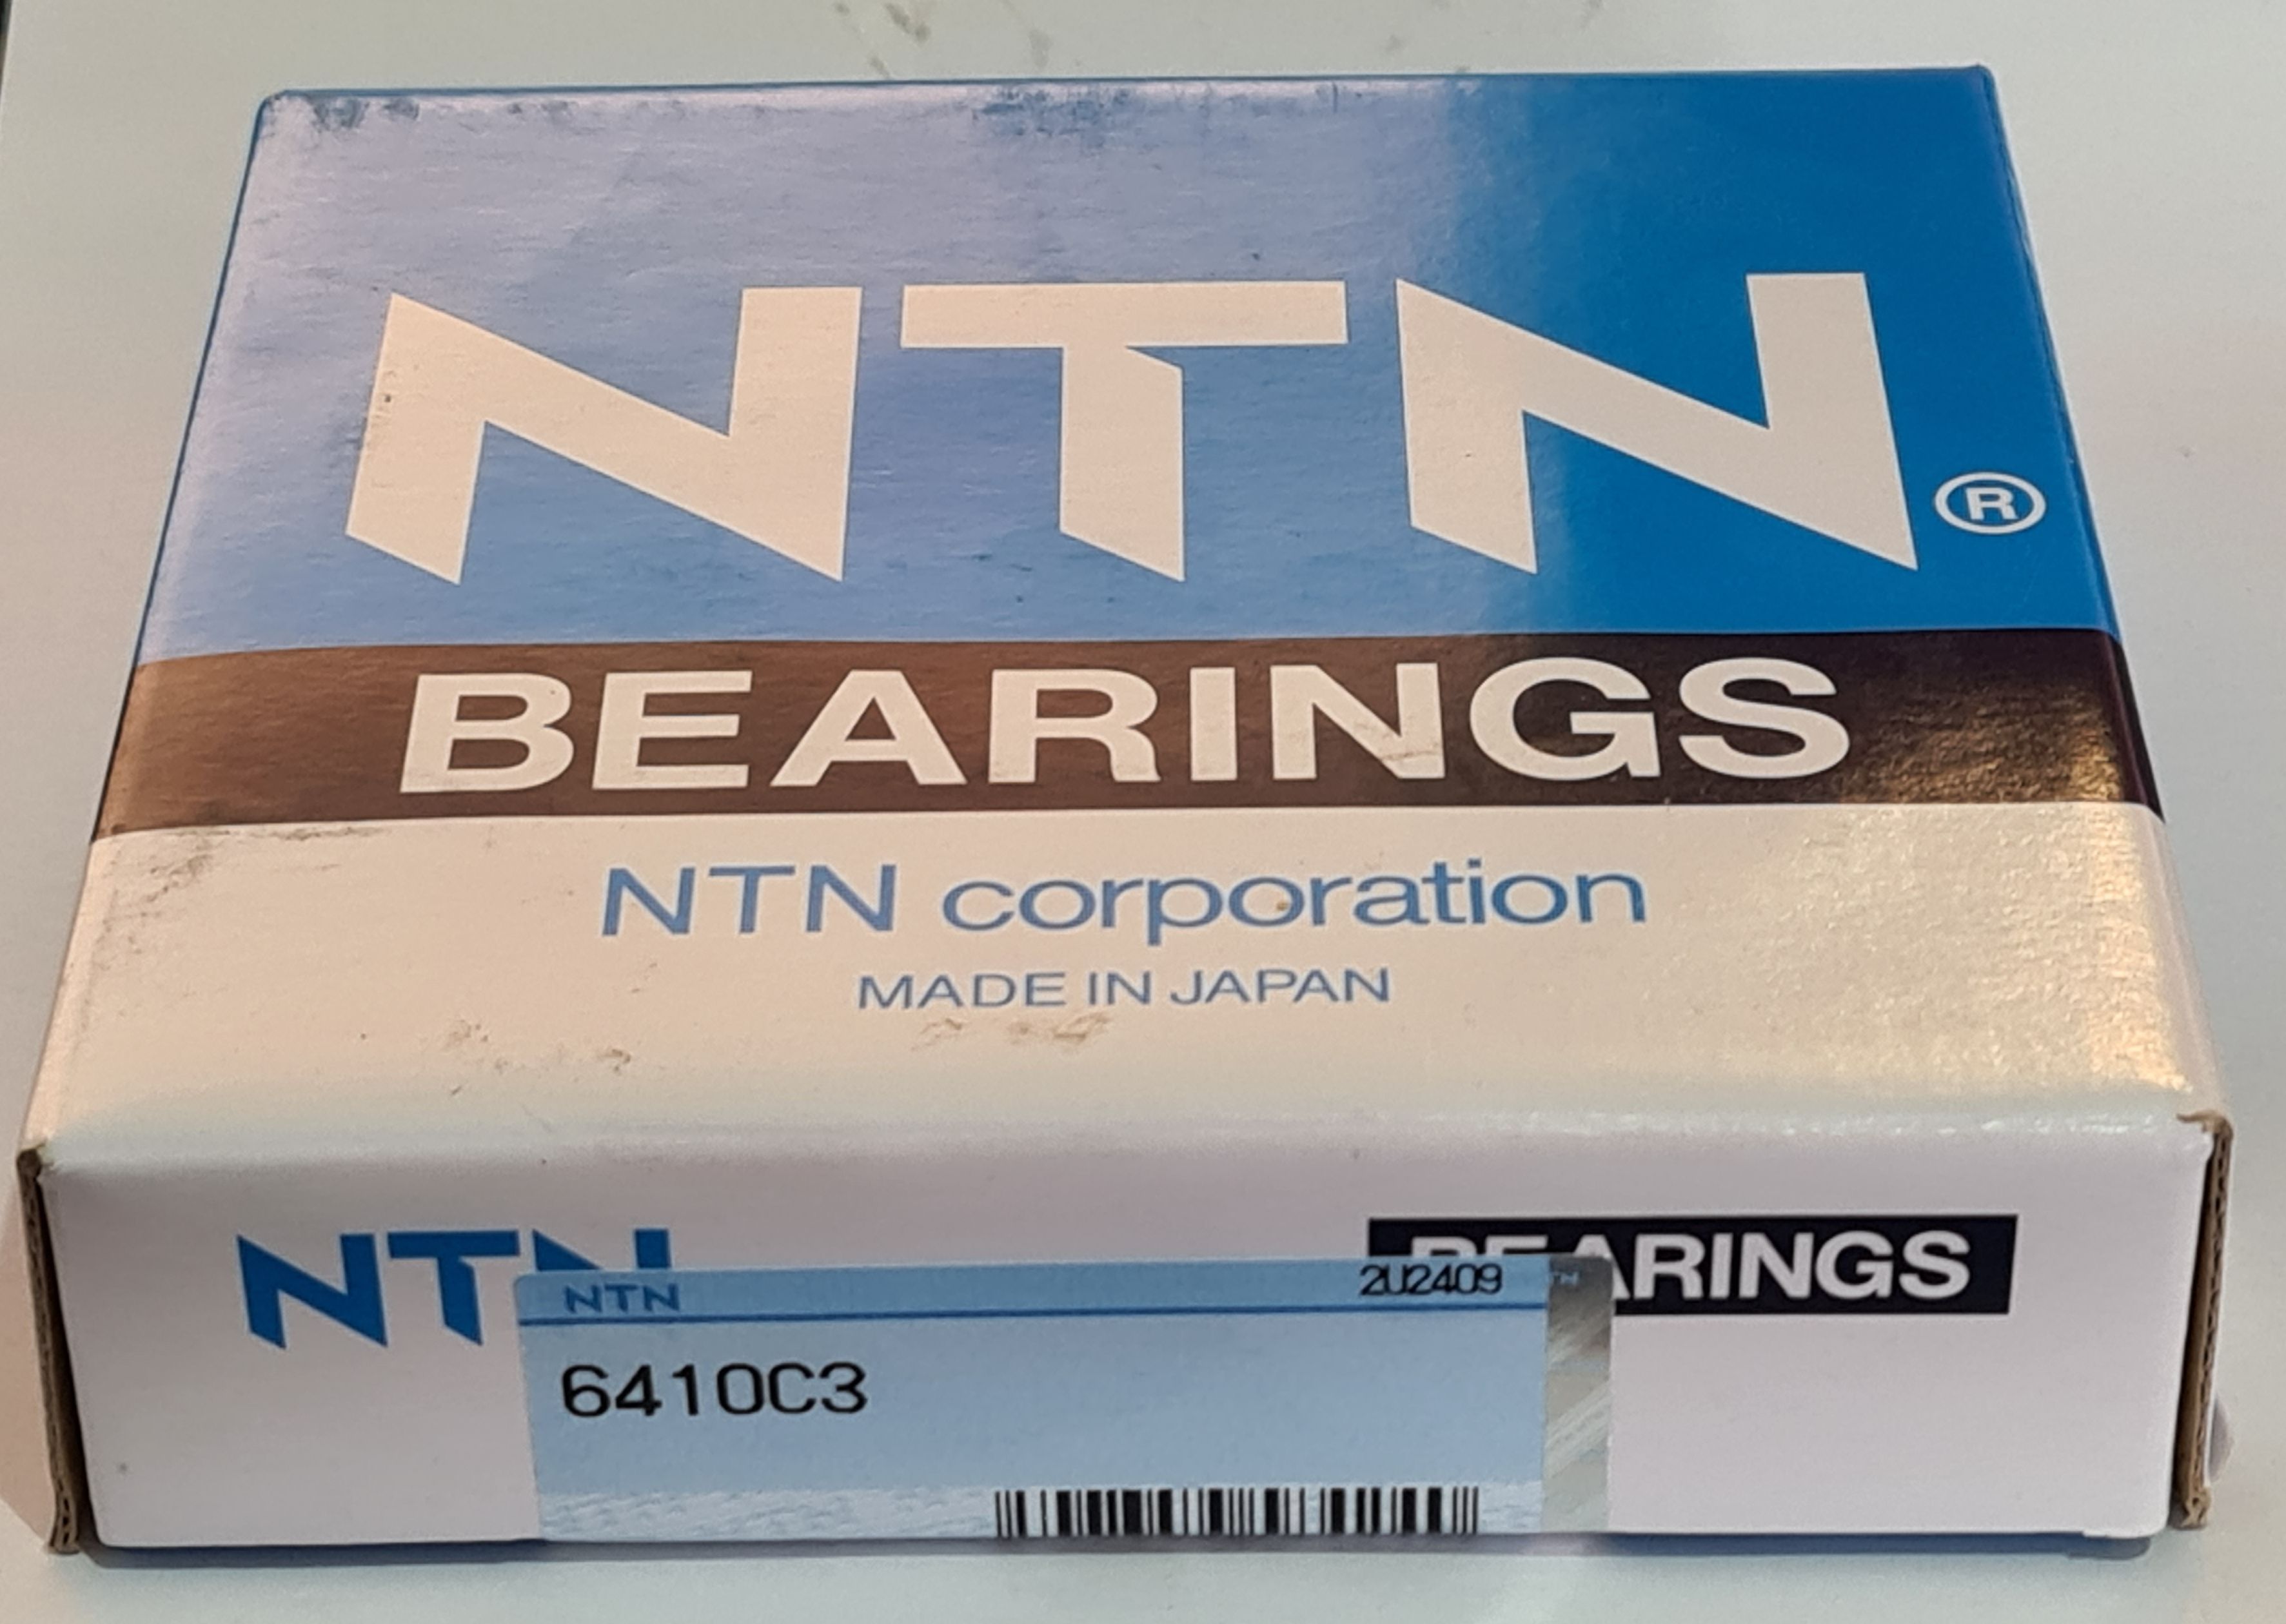 NTN®
BEARINGS
NTN corporation
MADE IN JAPAN
NTN
BEARINGS
NTN 2U2409
6410C3